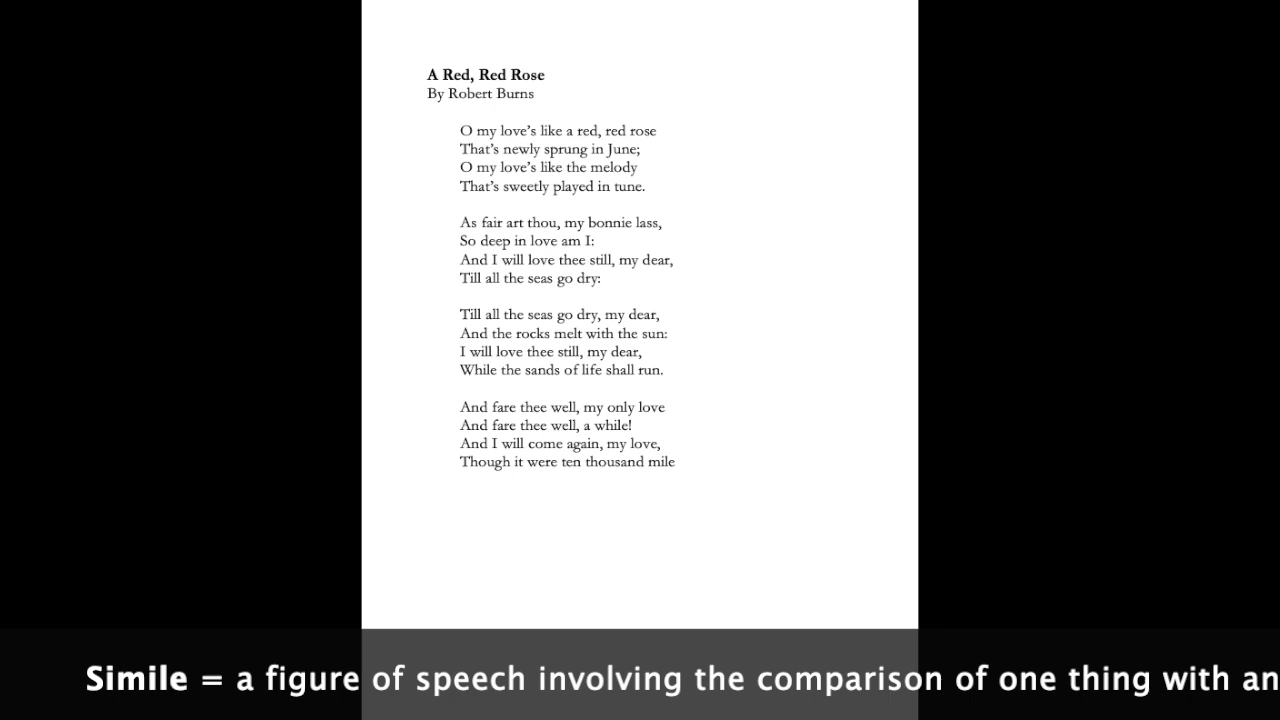 A Red, Red Rose
By Robert Burns
O my love’s like a red, red rose
That’s newly sprung in June;
O my love’s like the melody
That’s sweetly played in tune.
As fair art thou, my bonnie lass,
So deep in love am I:
And I will love thee still, my dear,
Till all the seas go dry:
Till all the seas go dry, my dear,
And the rocks melt with the sun:
I will love thee still, my dear,
While the sands of life shall run.
And fare thee well, my only love
And fare thee well, a while!
And I will come again, my love,
Though it were ten thousand mile
Simile = a figure of speech involving the comparison of one thing with an